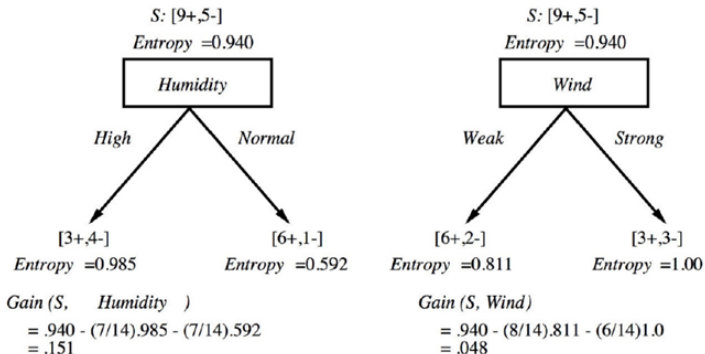 S: [9+,5-]
Entropy =0.940
Humidity
High
Normal
[3+,4-]
Entropy =0.985
[6+,1-]
Entropy =0.592
Gain (S, Humidity )
= .940 - (7/14).985 - (7/14).592
= .151
S: [9+,5-]
Entropy =0.940
Wind
Weak
Strong
[6+,2-]
Entropy =0.811
[3+,3-]
Entropy =1.00
Gain (S, Wind)
= .940 - (8/14).811 - (6/14)1.0
= .048